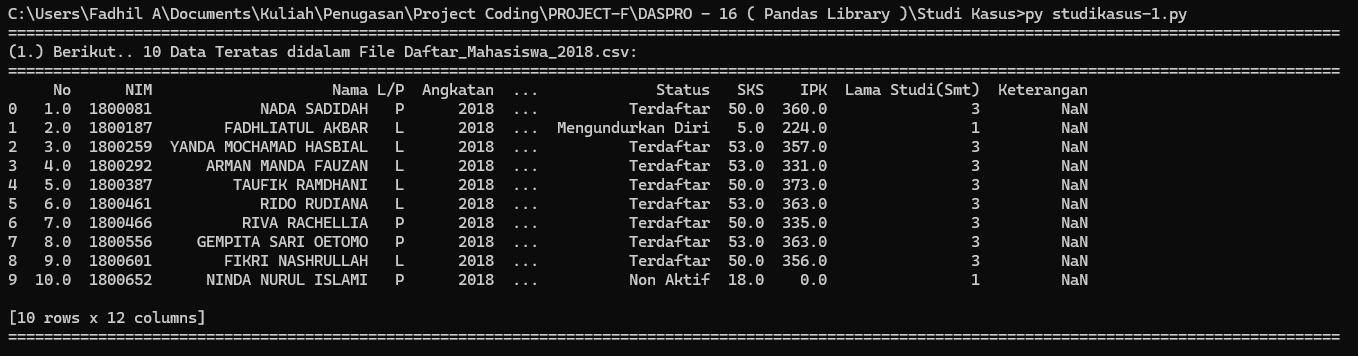 C:\Users\Fadhil A\Documents\Kuliah\Penugasan\Project Coding\PROJECT-F\DASPRO - 16 ( Pandas Library )\Studi Kasus>py studikasus-1.py
====================================================================================================================================================
(1.) Berikut.. 10 Data Teratas didalam File Daftar_Mahasiswa_2018.csv:
====================================================================================================================================================
     No      NIM                    Nama L/P  Angkatan  ...             Status   SKS    IPK  Lama Studi(Smt)  Keterangan
0   1.0  1800081            NADA SADIDAH   P      2018  ...          Terdaftar  50.0  360.0                3         NaN
1   2.0  1800187        FADHLIATUL AKBAR   L      2018  ...  Mengundurkan Diri   5.0  224.0                1         NaN
2   3.0  1800259  YANDA MOCHAMAD HASBIAL   L      2018  ...          Terdaftar  53.0  357.0                3         NaN
3   4.0  1800292      ARMAN MANDA FAUZAN   L      2018  ...          Terdaftar  53.0  331.0                3         NaN
4   5.0  1800387         TAUFIK RAMDHANI   L      2018  ...          Terdaftar  50.0  373.0                3         NaN
5   6.0  1800461            RIDO RUDIANA   L      2018  ...          Terdaftar  53.0  363.0                3         NaN
6   7.0  1800466          RIVA RACHELLIA   P      2018  ...          Terdaftar  50.0  335.0                3         NaN
7   8.0  1800556     GEMPITA SARI OETOMO   P      2018  ...          Terdaftar  53.0  363.0                3         NaN
8   9.0  1800601        FIKRI NASHRULLAH   L      2018  ...          Terdaftar  50.0  356.0                3         NaN
9  10.0  1800652      NINDA NURUL ISLAMI   P      2018  ...          Non Aktif  18.0    0.0                1         NaN
[10 rows x 12 columns]
====================================================================================================================================================